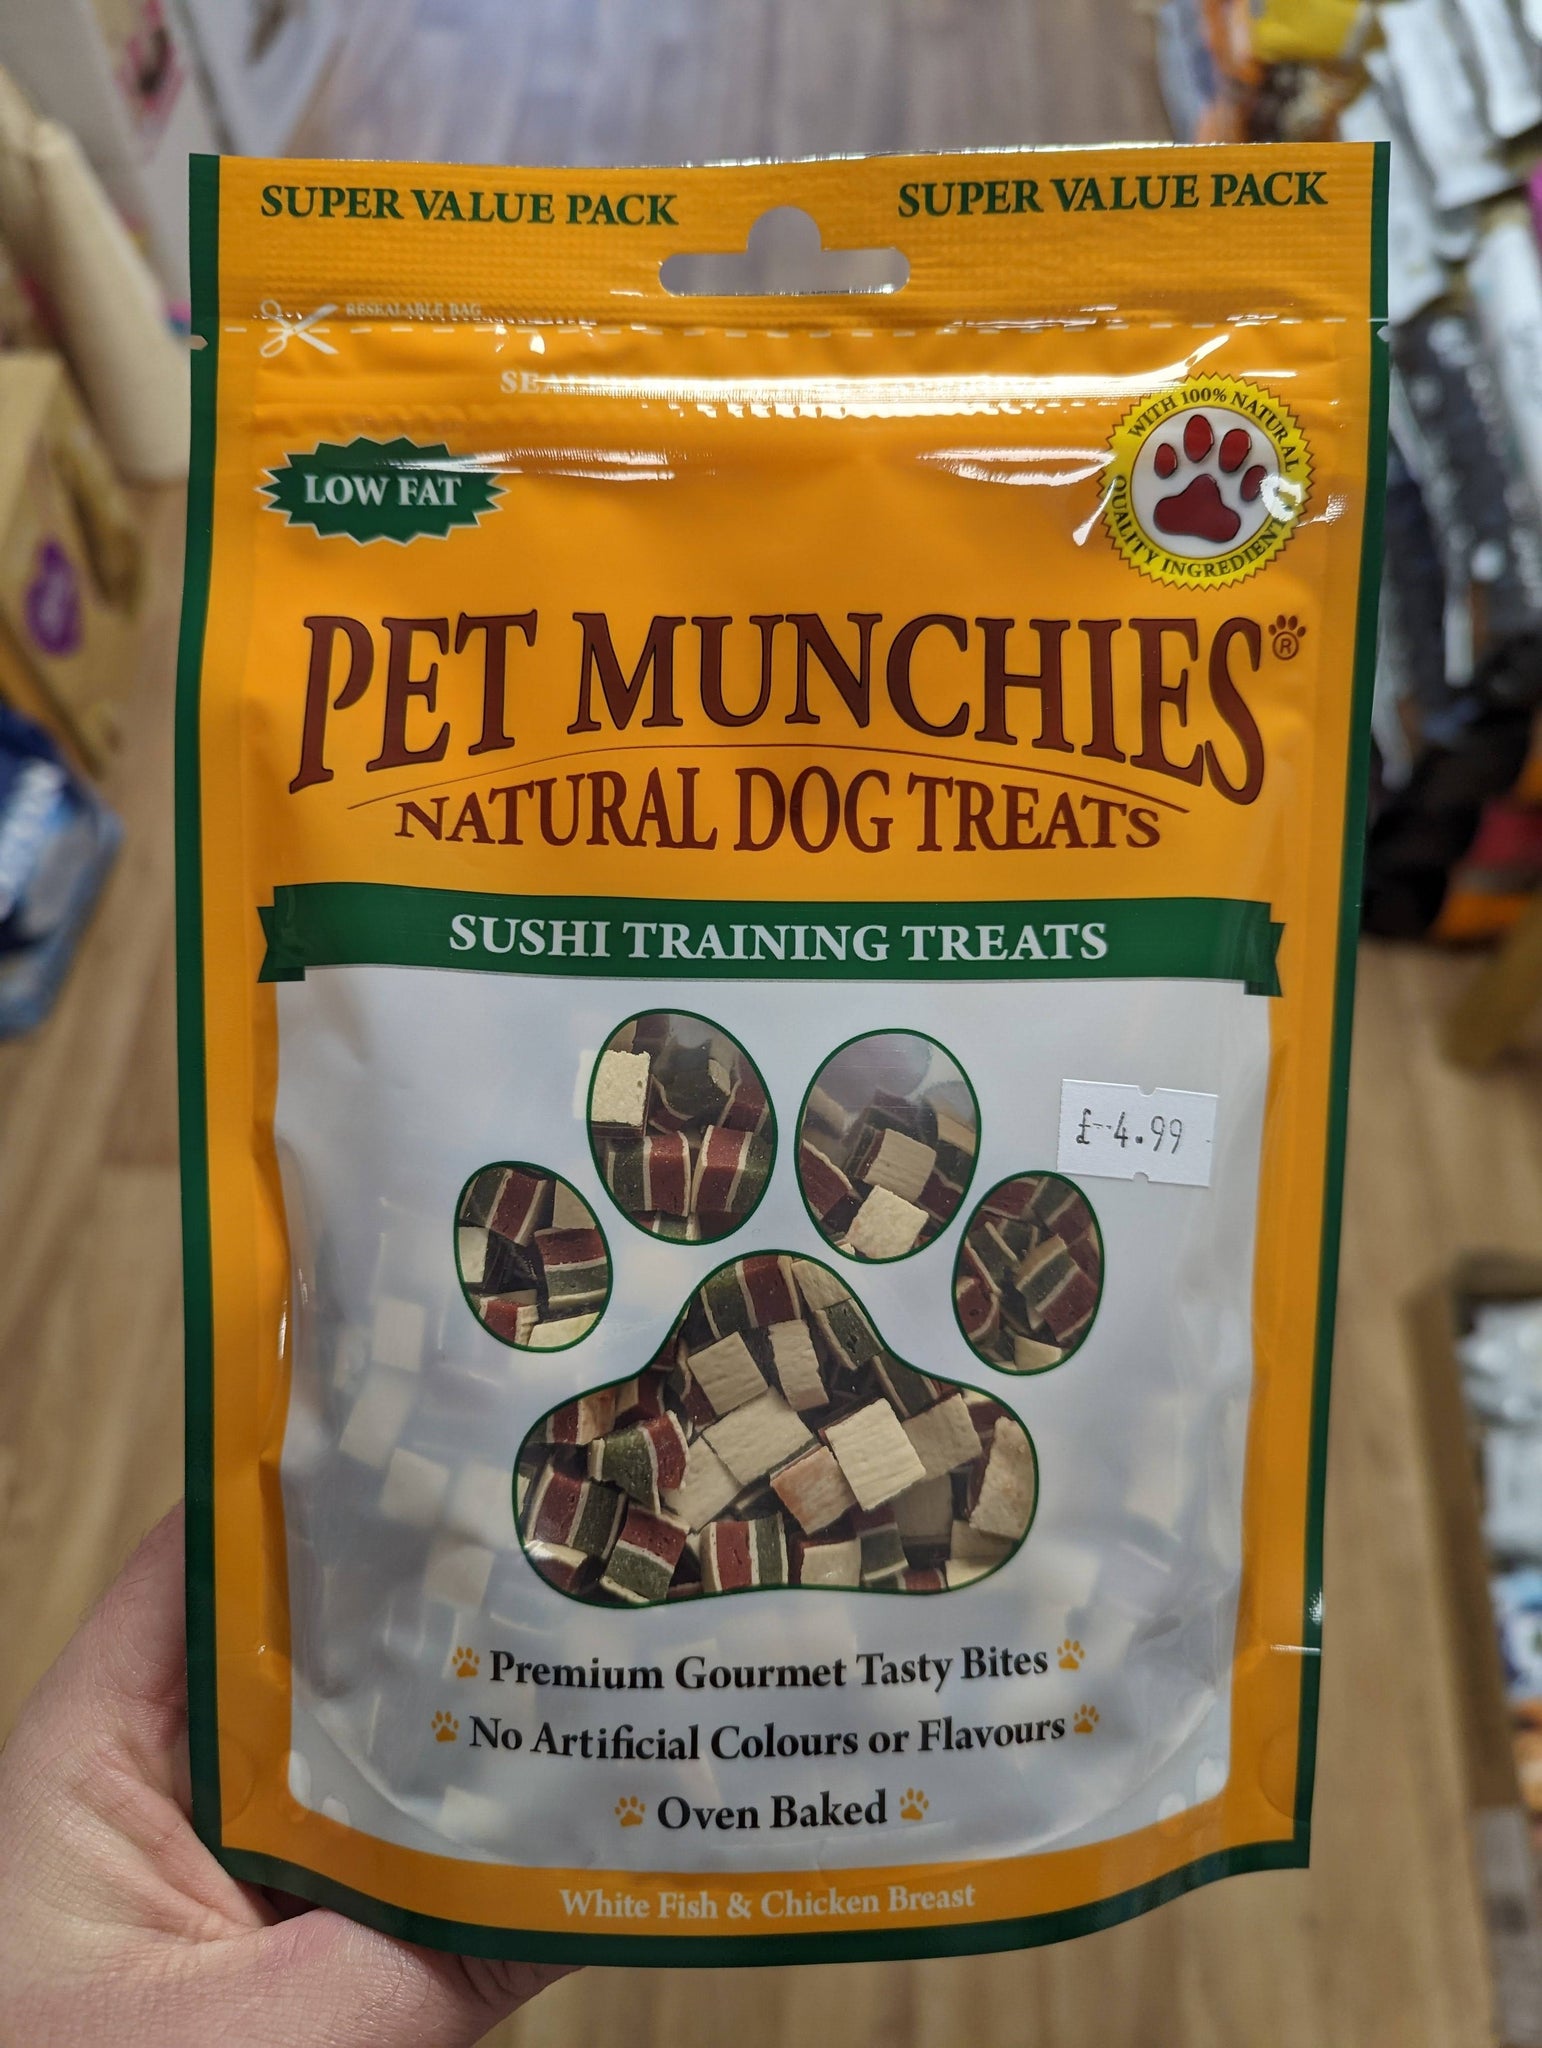 SUPER VALUE PACK SUPER VALUE PACK
RESEALABLE BAG
LOW FAT
WITH 100% NATURAL
QUALITY INGREDIENTS
PET MUNCHIES®
NATURAL DOG TREATS
SUSHI TRAINING TREATS
£4.99
Premium Gourmet Tasty Bites
No Artificial Colours or Flavours
Oven Baked
White Fish & Chicken Breast